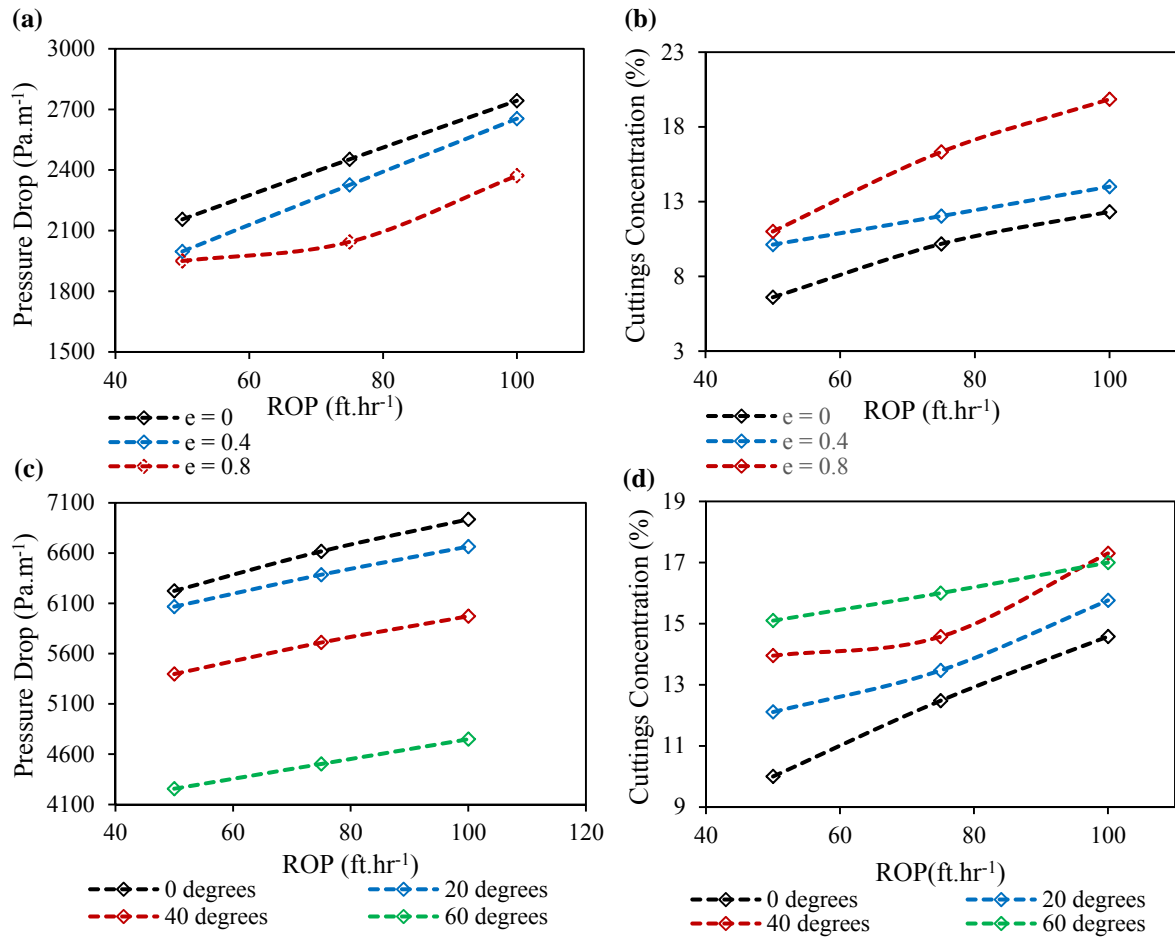 (a)
3000
2700
2400
2100
1800
1500
Pressure Drop (Pa.m⁻¹)
40 60 80 100
ROP (ft.hr⁻¹)
e = 0
e = 0.4
e = 0.8
(b)
23
18
13
8
3
Cuttings Concentration (%)
40 60 80 100
ROP (ft.hr⁻¹)
e = 0
e = 0.4
e = 0.8
(c)
7100
6600
6100
5600
5100
4600
4100
Pressure Drop (Pa.m⁻¹)
40 60 80 100 120
ROP (ft.hr⁻¹)
0 degrees 20 degrees
40 degrees 60 degrees
(d)
19
17
15
13
11
9
Cuttings Concentration (%)
40 60 80 100
ROP(ft.hr⁻¹)
0 degrees 20 degrees
40 degrees 60 degrees